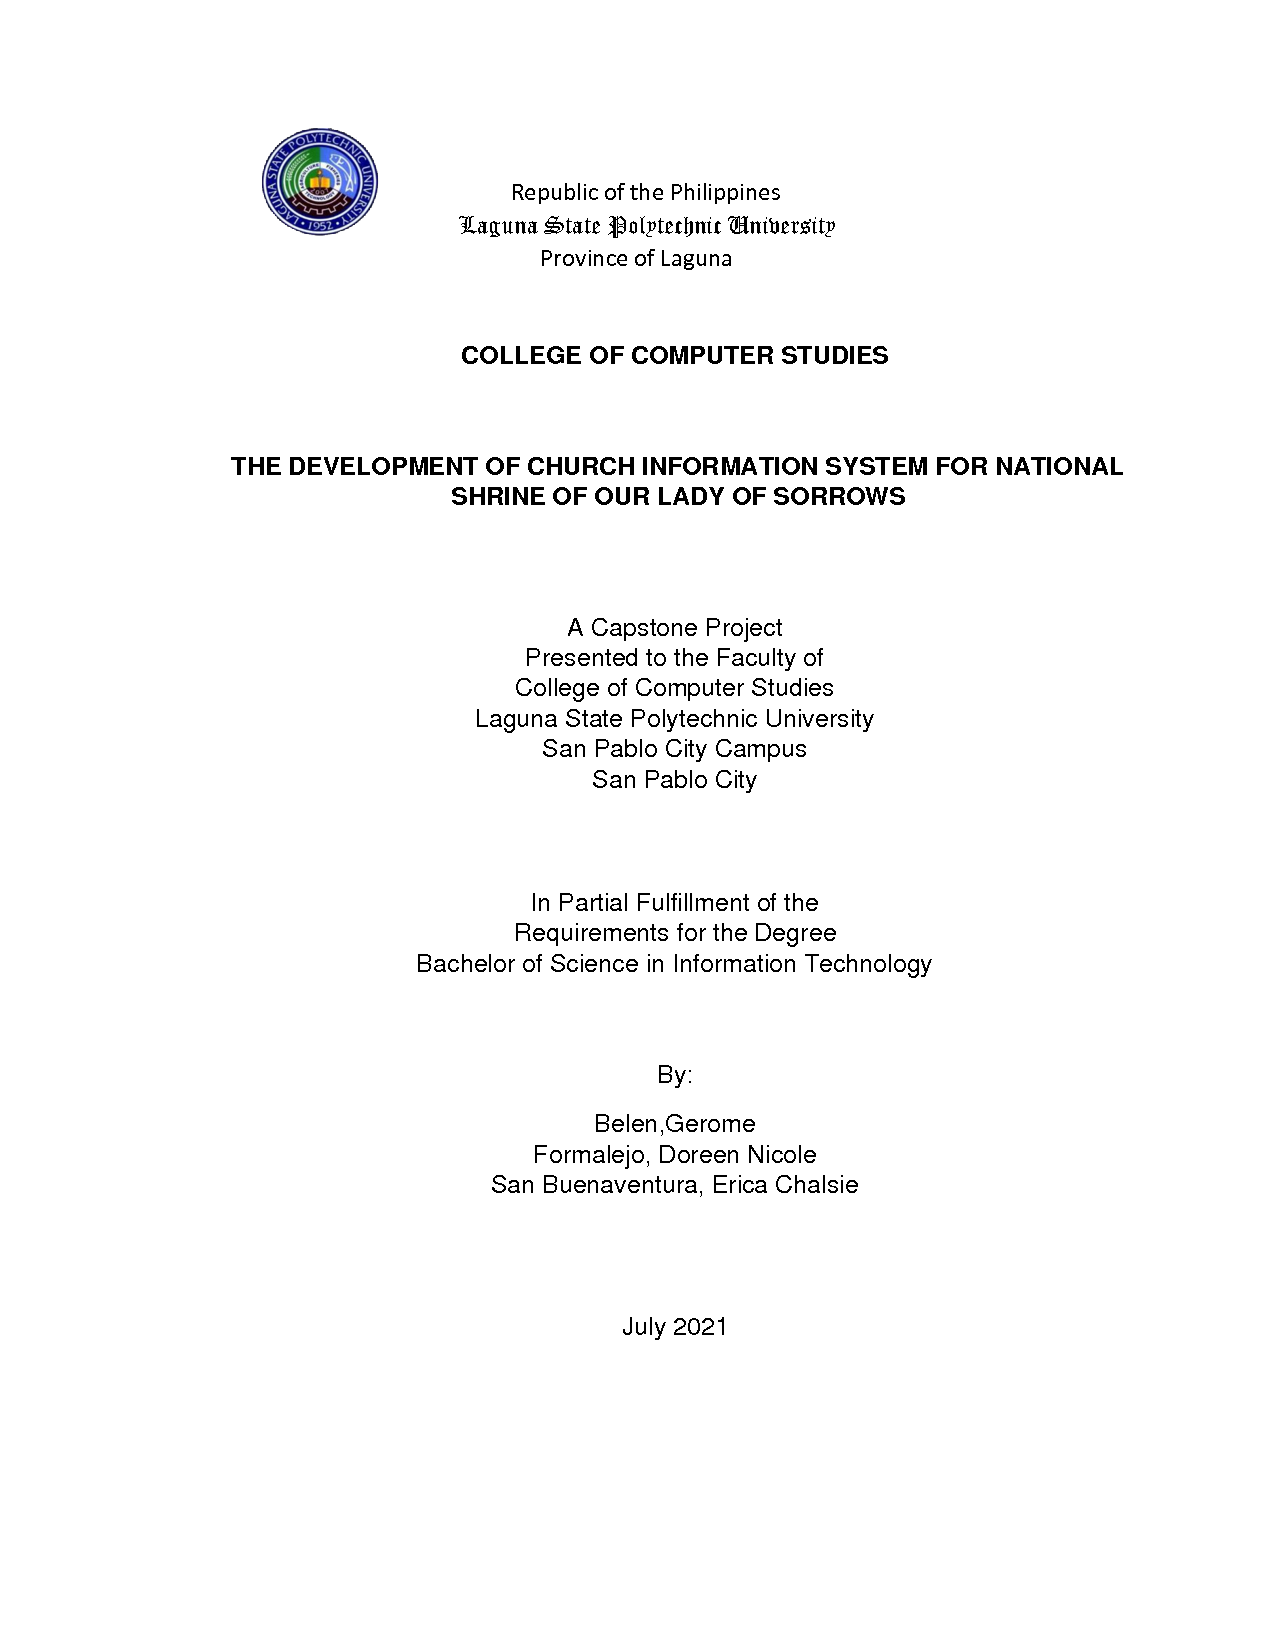 LAGUNA STATE POLYTECHNIC UNIVERSITY
1952
Republic of the Philippines
Laguna State Polytechnic University
Province of Laguna
COLLEGE OF COMPUTER STUDIES
THE DEVELOPMENT OF CHURCH INFORMATION SYSTEM FOR NATIONAL
SHRINE OF OUR LADY OF SORROWS
A Capstone Project
Presented to the Faculty of
College of Computer Studies
Laguna State Polytechnic University
San Pablo City Campus
San Pablo City
In Partial Fulfillment of the
Requirements for the Degree
Bachelor of Science in Information Technology
By:
Belen,Gerome
Formalejo, Doreen Nicole
San Buenaventura, Erica Chalsie
July 2021